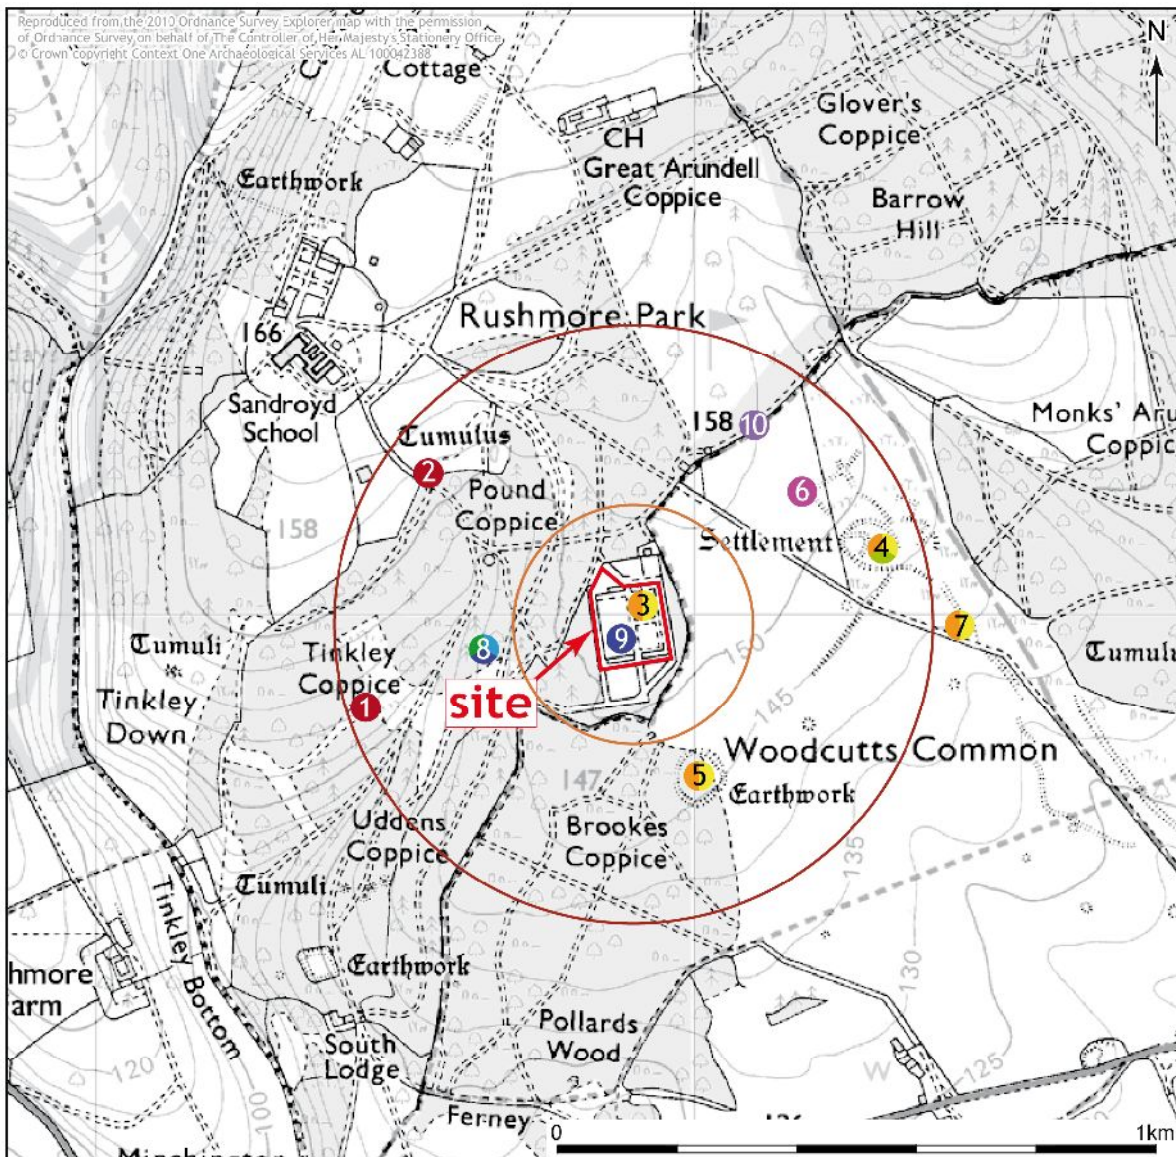 Reproduced from the 2010 Ordnance Survey Explorer map with the permission
of Ordnance Survey on behalf of The Controller of Her Majesty's Stationery Office,
© Crown copyright Context One Archaeological Services AL 100042388
N
Cottage
Glover's
Coppice
CH
Great Arundell
Coppice
Earthwork
Barrow
Hill
Rushmore Park
166
Sandroyd
School
Monks'
Coppic
158
10
Tumulus
2
Pound
Coppice
6
158
Settlement
4
3
7
9
8
Tumuli
Tinkley
Down
Tinkley
Coppice
1
site
150
145
Tumuli
Woodcutts Common
5
Earthwork
147
Uddens
Coppice
Brookes
Coppice
135
Tumuli
Tinkley Bottom
Earthwork
hmore
arm
130
Pollards
Wood
South
Lodge
W
125
120
100
Ferney
0
1km